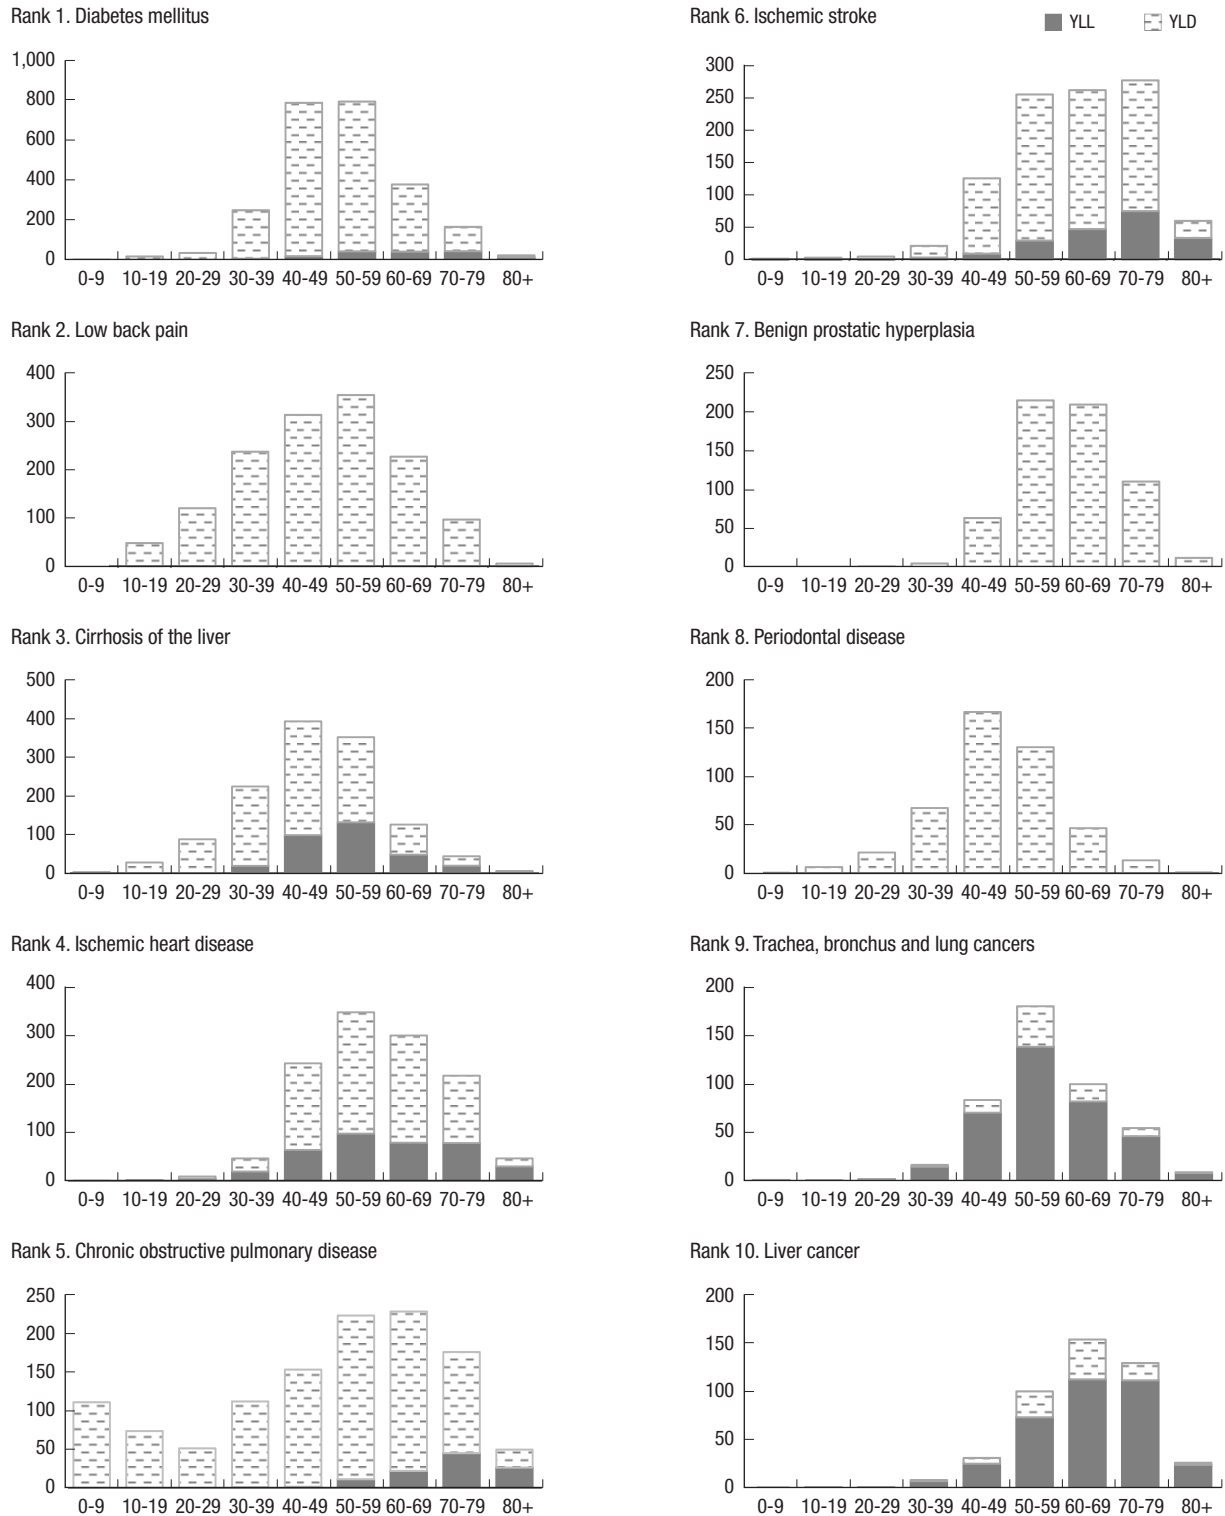 Rank 1. Diabetes mellitus
1,000
800
600
400
200
0
0-9 10-19 20-29 30-39 40-49 50-59 60-69 70-79 80+
Rank 2. Low back pain
400
300
200
100
0
0-9 10-19 20-29 30-39 40-49 50-59 60-69 70-79 80+
Rank 3. Cirrhosis of the liver
500
400
300
200
100
0
0-9 10-19 20-29 30-39 40-49 50-59 60-69 70-79 80+
Rank 4. Ischemic heart disease
400
300
200
100
0
0-9 10-19 20-29 30-39 40-49 50-59 60-69 70-79 80+
Rank 5. Chronic obstructive pulmonary disease
250
200
150
100
50
0
0-9 10-19 20-29 30-39 40-49 50-59 60-69 70-79 80+
Rank 6. Ischemic stroke
YLL YLD
300
250
200
150
100
50
0
0-9 10-19 20-29 30-39 40-49 50-59 60-69 70-79 80+
Rank 7. Benign prostatic hyperplasia
250
200
150
100
50
0
0-9 10-19 20-29 30-39 40-49 50-59 60-69 70-79 80+
Rank 8. Periodontal disease
200
150
100
50
0
0-9 10-19 20-29 30-39 40-49 50-59 60-69 70-79 80+
Rank 9. Trachea, bronchus and lung cancers
200
150
100
50
0
0-9 10-19 20-29 30-39 40-49 50-59 60-69 70-79 80+
Rank 10. Liver cancer
200
150
100
50
0
0-9 10-19 20-29 30-39 40-49 50-59 60-69 70-79 80+